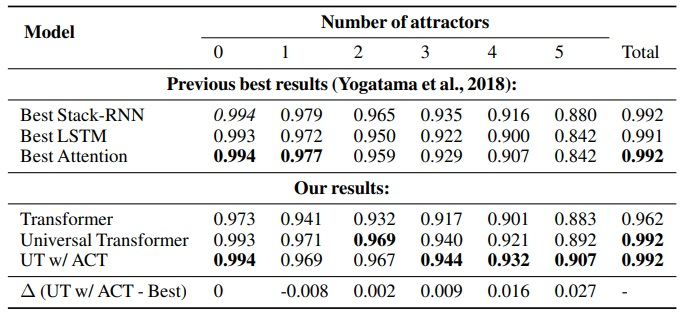 Model Number of attractors
0 1 2 3 4 5 Total
Previous best results (Yogatama et al., 2018):
Best Stack-RNN 0.994 0.979 0.965 0.935 0.916 0.880 0.992
Best LSTM 0.993 0.972 0.950 0.922 0.900 0.842 0.991
Best Attention 0.994 0.977 0.959 0.929 0.907 0.842 0.992
Our results:
Transformer 0.973 0.941 0.932 0.917 0.901 0.883 0.962
Universal Transformer 0.993 0.971 0.969 0.940 0.921 0.892 0.992
UT w/ ACT 0.994 0.969 0.967 0.944 0.932 0.907 0.992
Δ (UT w/ ACT - Best) 0 -0.008 0.002 0.009 0.016 0.027 -